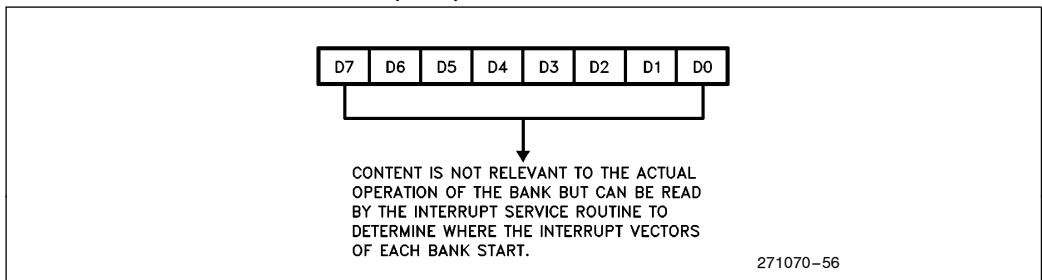 D7 D6 D5 D4 D3 D2 D1 D0
CONTENT IS NOT RELEVANT TO THE ACTUAL
OPERATION OF THE BANK BUT CAN BE READ
BY THE INTERRUPT SERVICE ROUTINE TO
DETERMINE WHERE THE INTERRUPT VECTORS
OF EACH BANK START.
271070–56